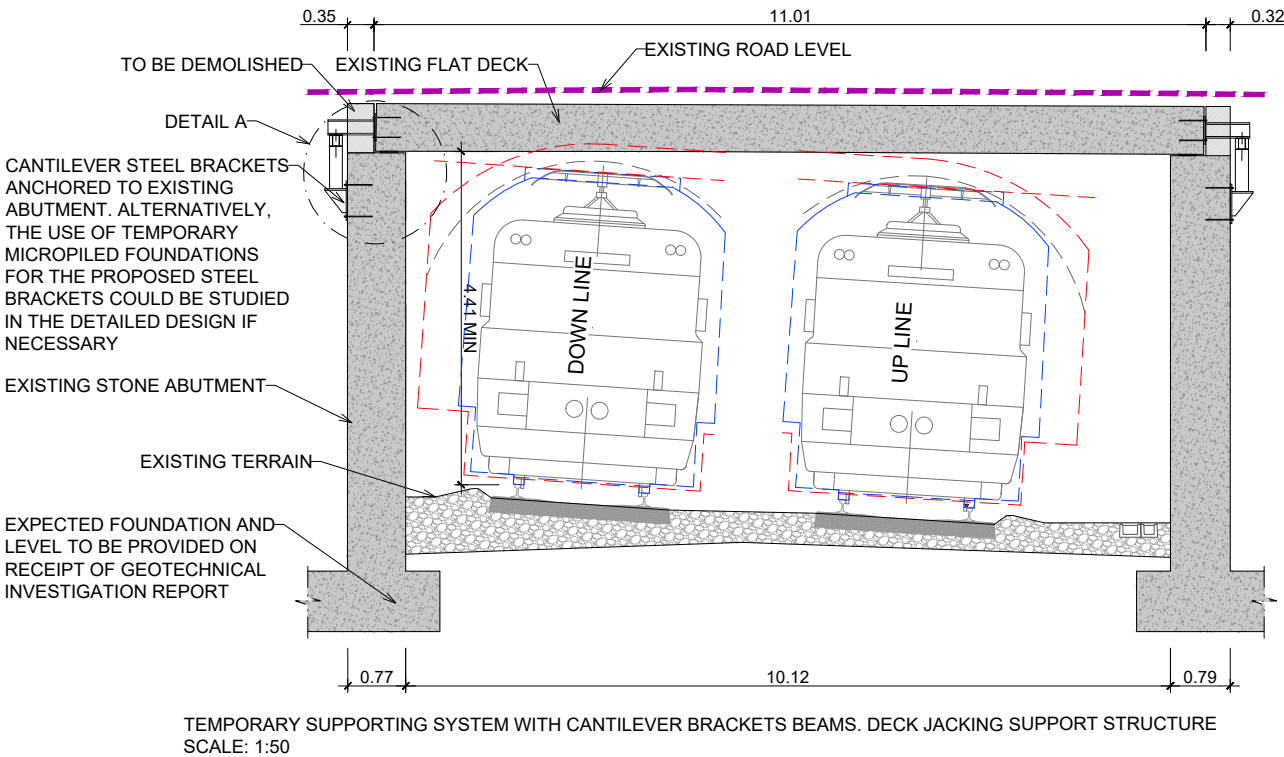 0.35
11.01
0.32
EXISTING ROAD LEVEL
TO BE DEMOLISHED
EXISTING FLAT DECK
DETAIL A
CANTILEVER STEEL BRACKETS
ANCHORED TO EXISTING
ABUTMENT. ALTERNATIVELY,
THE USE OF TEMPORARY
MICROPILED FOUNDATIONS
FOR THE PROPOSED STEEL
BRACKETS COULD BE STUDIED
IN THE DETAILED DESIGN IF
NECESSARY
4.41 MIN
DOWN LINE
UP LINE
EXISTING STONE ABUTMENT
EXISTING TERRAIN
EXPECTED FOUNDATION AND
LEVEL TO BE PROVIDED ON
RECEIPT OF GEOTECHNICAL
INVESTIGATION REPORT
0.77
10.12
0.79
TEMPORARY SUPPORTING SYSTEM WITH CANTILEVER BRACKETS BEAMS. DECK JACKING SUPPORT STRUCTURE
SCALE: 1:50